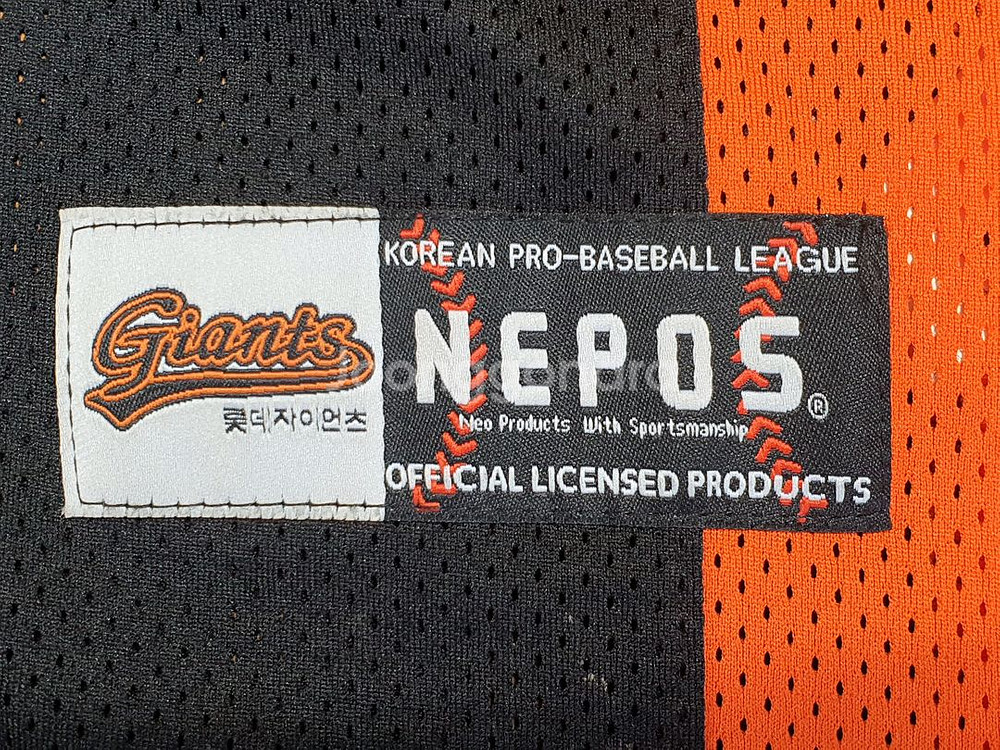 Giants
롯데자이언츠
KOREAN PRO-BASEBALL LEAGUE
NEPOS®
Neo Products With Sportsmanship
OFFICIAL LICENSED PRODUCTS